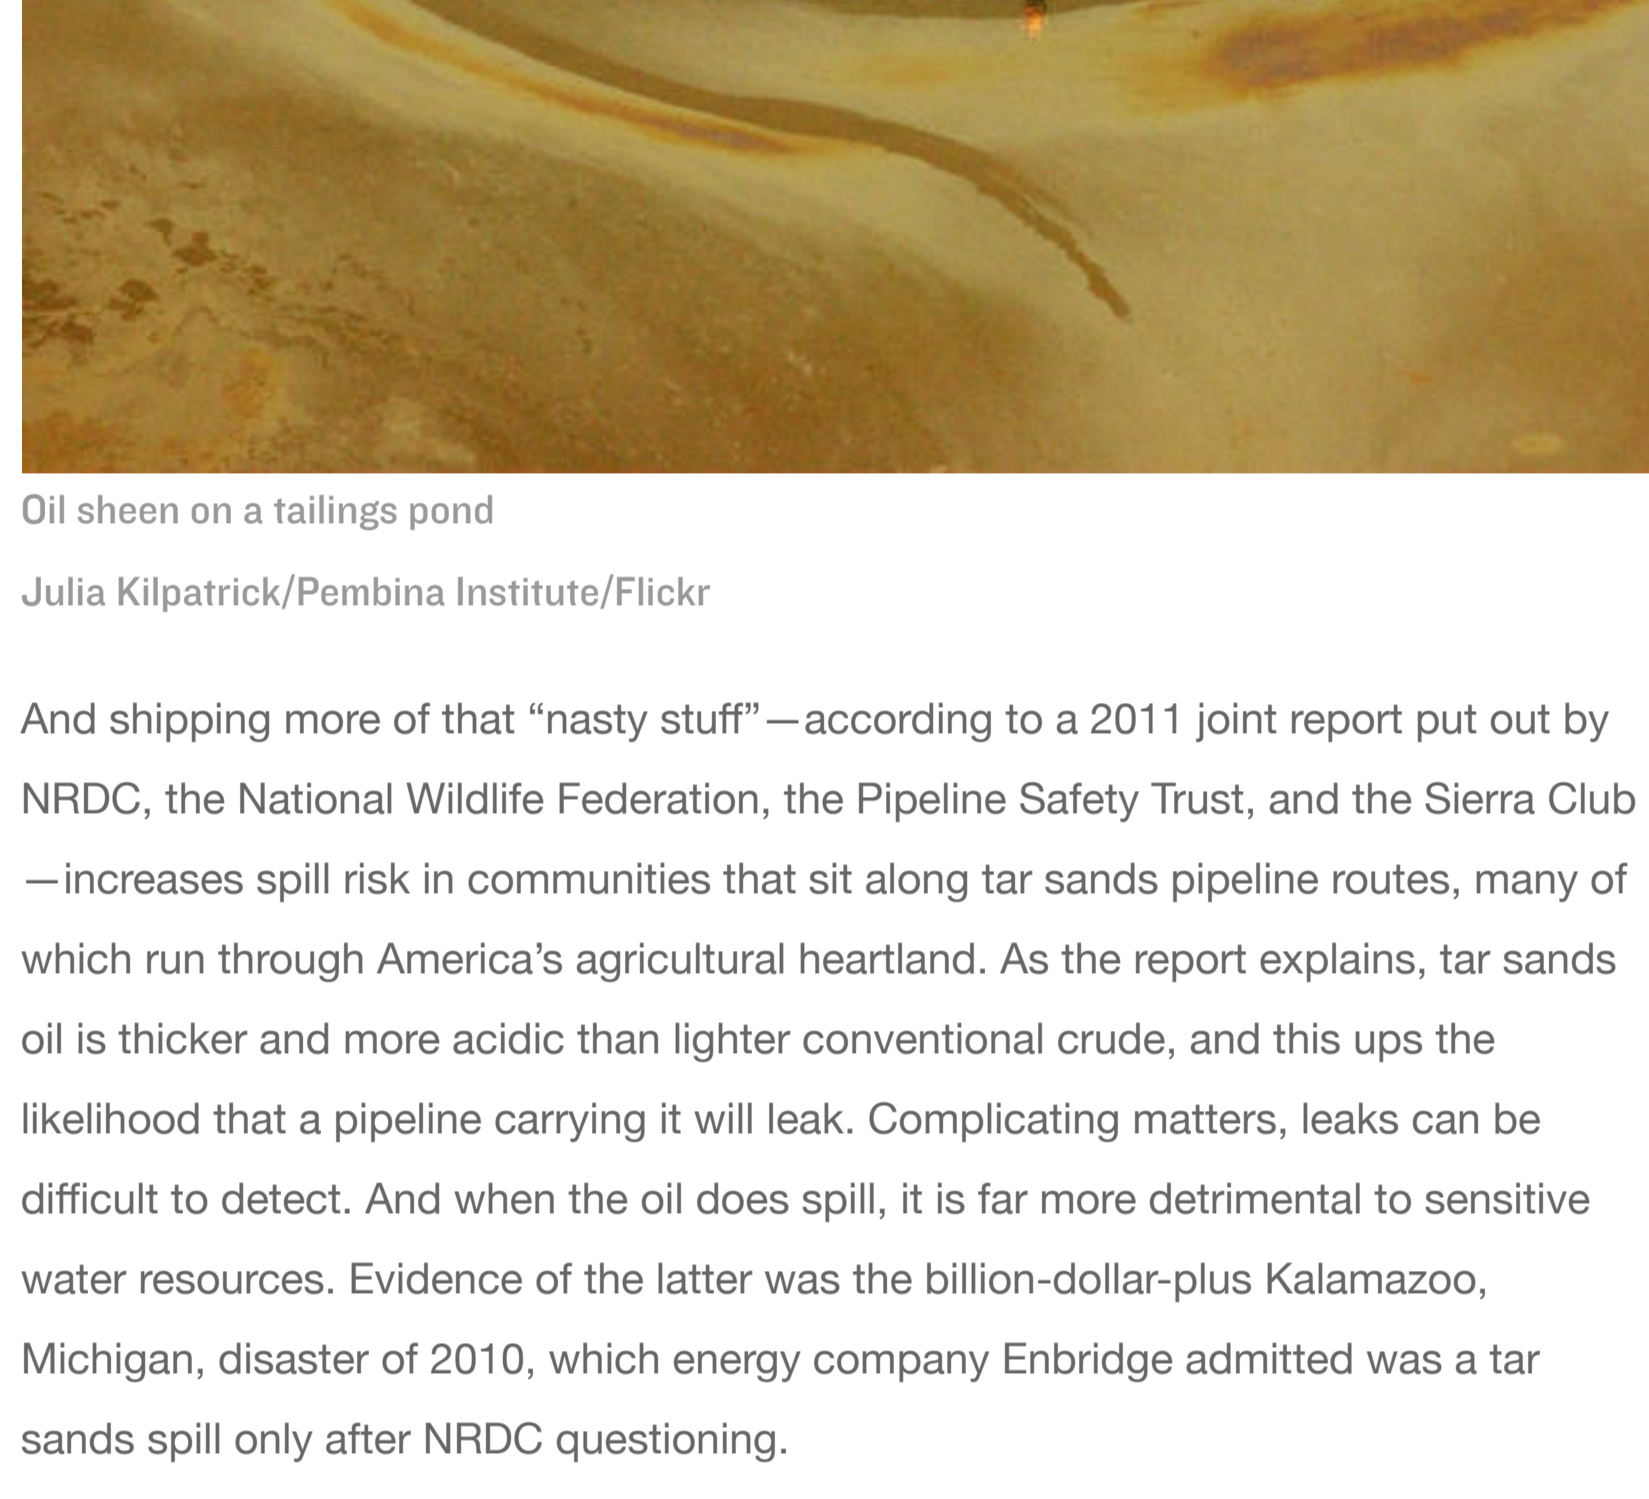 Oil sheen on a tailings pond
Julia Kilpatrick/Pembina Institute/Flickr
And shipping more of that “nasty stuff”—according to a 2011 joint report put out by
NRDC, the National Wildlife Federation, the Pipeline Safety Trust, and the Sierra Club
—increases spill risk in communities that sit along tar sands pipeline routes, many of
which run through America’s agricultural heartland. As the report explains, tar sands
oil is thicker and more acidic than lighter conventional crude, and this ups the
likelihood that a pipeline carrying it will leak. Complicating matters, leaks can be
difficult to detect. And when the oil does spill, it is far more detrimental to sensitive
water resources. Evidence of the latter was the billion-dollar-plus Kalamazoo,
Michigan, disaster of 2010, which energy company Enbridge admitted was a tar
sands spill only after NRDC questioning.